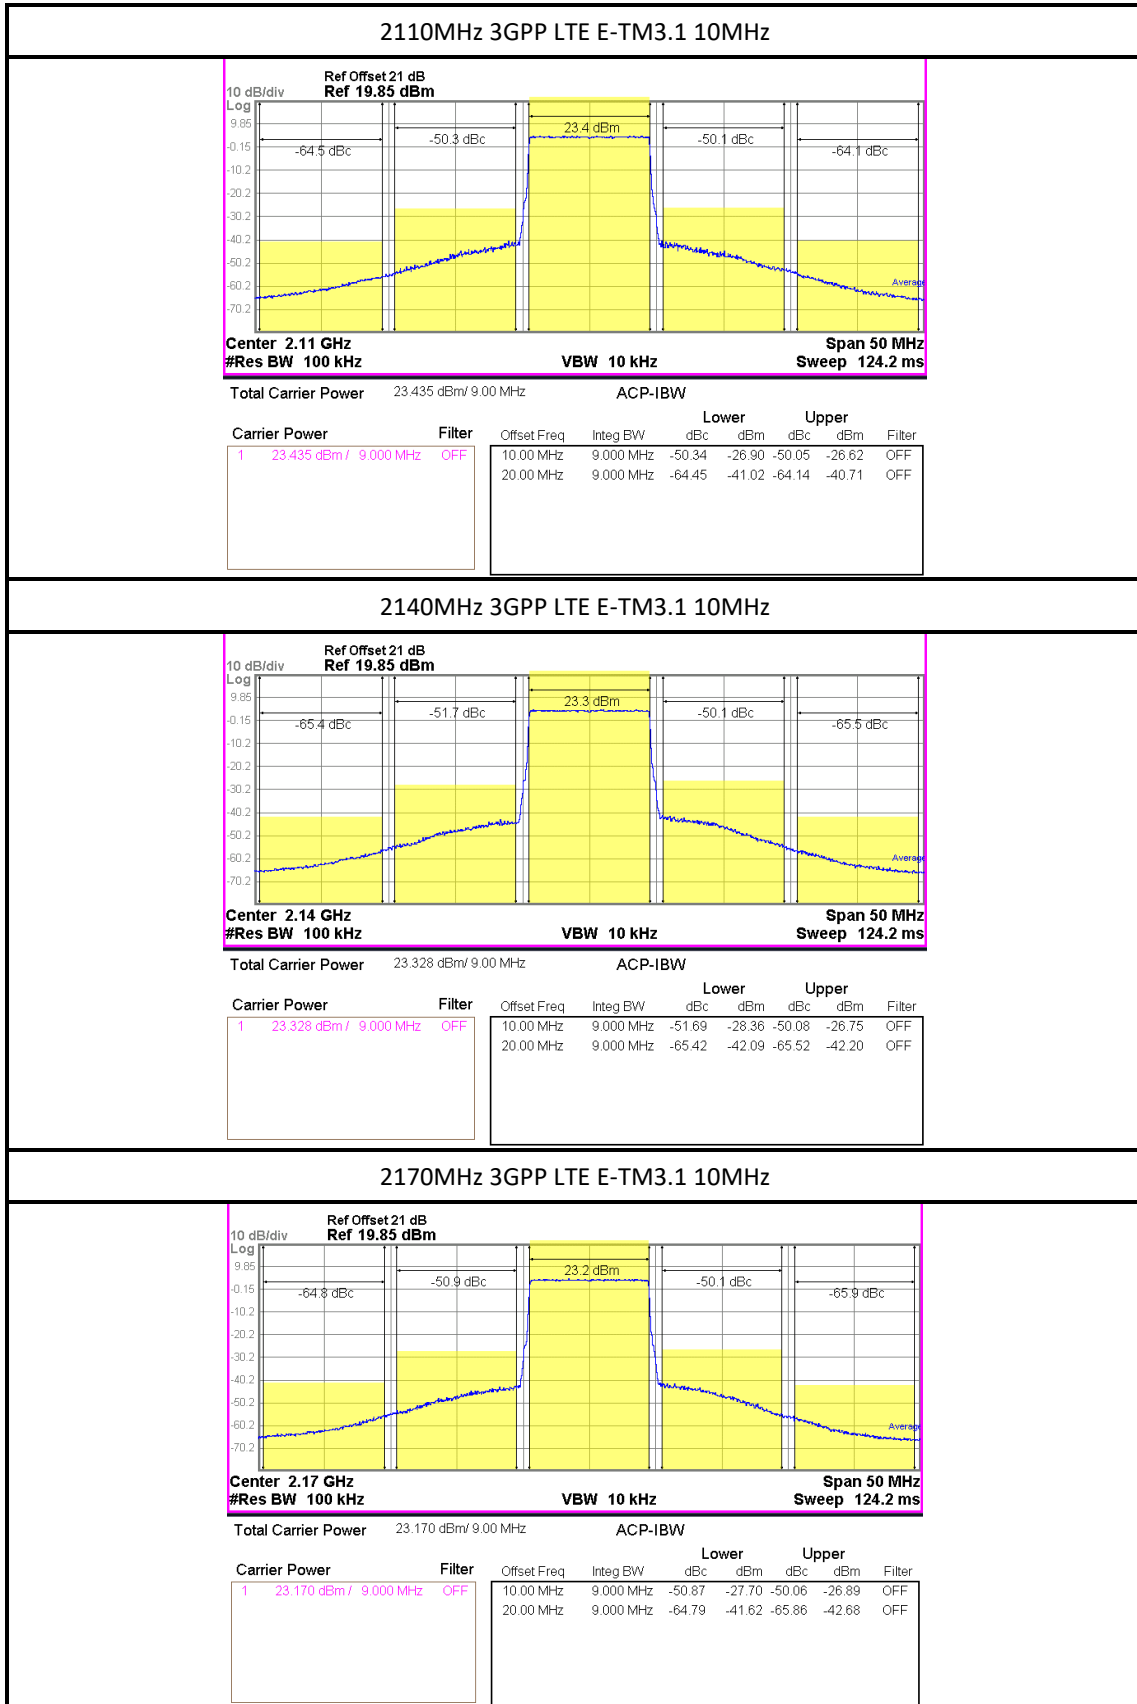 2110MHz 3GPP LTE E-TM3.1 10MHz
Ref Offset 21 dB
10 dB/div Ref 19.85 dBm
Log
9.85
-0.15
-10.2
-20.2
-30.2
-40.2
-50.2
-60.2
-70.2
-64.5 dBc
-50.3 dBc
23.4 dBm
-50.1 dBc
-64.1 dBc
Average
Center 2.11 GHz Span 50 MHz
#Res BW 100 kHz VBW 10 kHz Sweep 124.2 ms
Total Carrier Power 23.435 dBm/ 9.00 MHz ACP-IBW
Lower Upper
Carrier Power Filter Offset Freq Integ BW dBc dBm dBc dBm Filter
1 23.435 dBm / 9.000 MHz OFF 10.00 MHz 9.000 MHz -50.34 -26.90 -50.05 -26.62 OFF
20.00 MHz 9.000 MHz -64.45 -41.02 -64.14 -40.71 OFF
2140MHz 3GPP LTE E-TM3.1 10MHz
Ref Offset 21 dB
10 dB/div Ref 19.85 dBm
Log
9.85
-0.15
-10.2
-20.2
-30.2
-40.2
-50.2
-60.2
-70.2
-65.4 dBc
-51.7 dBc
23.3 dBm
-50.1 dBc
-65.5 dBc
Average
Center 2.14 GHz Span 50 MHz
#Res BW 100 kHz VBW 10 kHz Sweep 124.2 ms
Total Carrier Power 23.328 dBm/ 9.00 MHz ACP-IBW
Lower Upper
Carrier Power Filter Offset Freq Integ BW dBc dBm dBc dBm Filter
1 23.328 dBm / 9.000 MHz OFF 10.00 MHz 9.000 MHz -51.69 -28.36 -50.08 -26.75 OFF
20.00 MHz 9.000 MHz -65.42 -42.09 -65.52 -42.20 OFF
2170MHz 3GPP LTE E-TM3.1 10MHz
Ref Offset 21 dB
10 dB/div Ref 19.85 dBm
Log
9.85
-0.15
-10.2
-20.2
-30.2
-40.2
-50.2
-60.2
-70.2
-64.8 dBc
-50.9 dBc
23.2 dBm
-50.1 dBc
-65.9 dBc
Average
Center 2.17 GHz Span 50 MHz
#Res BW 100 kHz VBW 10 kHz Sweep 124.2 ms
Total Carrier Power 23.170 dBm/ 9.00 MHz ACP-IBW
Lower Upper
Carrier Power Filter Offset Freq Integ BW dBc dBm dBc dBm Filter
1 23.170 dBm / 9.000 MHz OFF 10.00 MHz 9.000 MHz -50.87 -27.70 -50.06 -26.89 OFF
20.00 MHz 9.000 MHz -64.79 -41.62 -65.86 -42.68 OFF